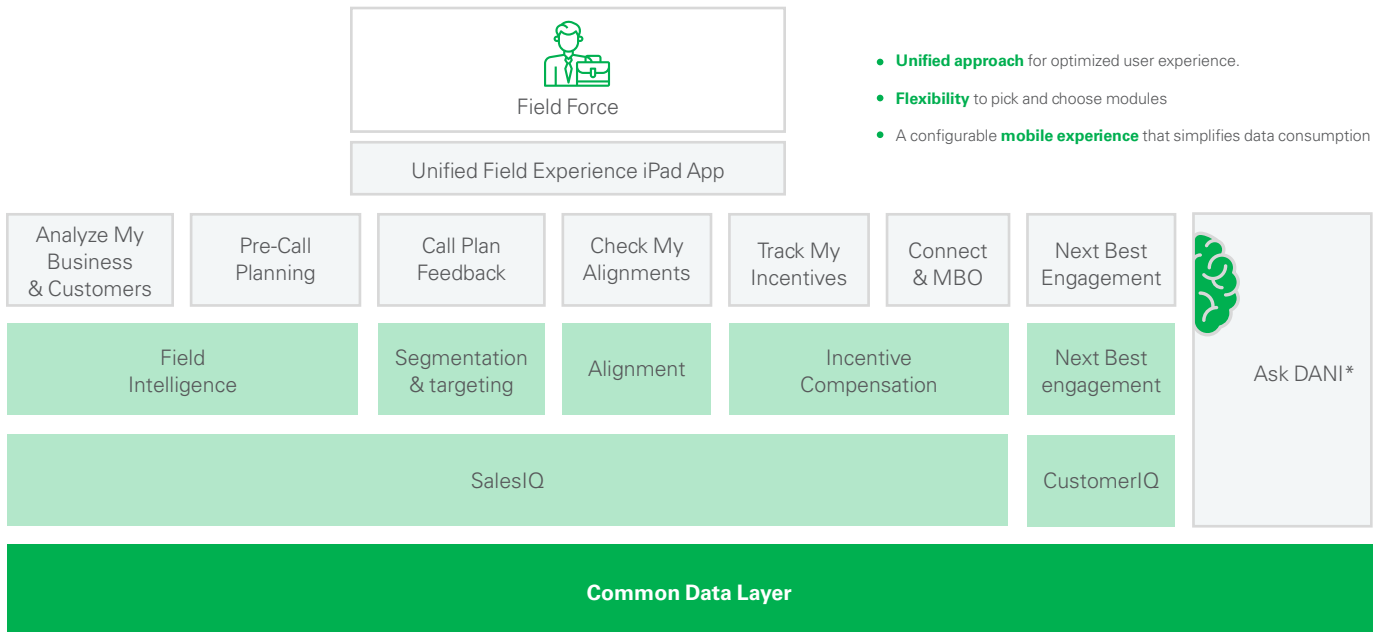 Field Force
Unified approach for optimized user experience.
Flexibility to pick and choose modules
A configurable mobile experience that simplifies data consumption
Unified Field Experience iPad App
Analyze My
Business
& Customers
Pre-Call
Planning
Call Plan
Feedback
Check My
Alignments
Track My
Incentives
Connect
& MBO
Next Best
Engagement
Field
Intelligence
Segmentation
& targeting
Alignment
Incentive
Compensation
Next Best
engagement
Ask DANI*
SalesIQ
CustomerIQ
Common Data Layer